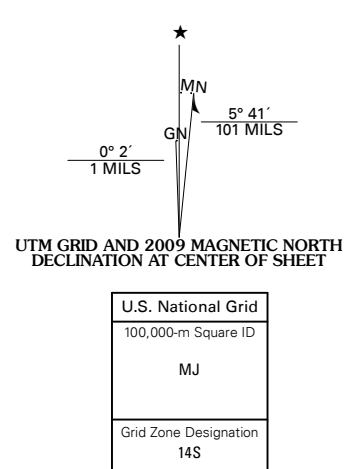 ★
MN
5° 41´
GN
101 MILS
0° 2´
1 MILS
UTM GRID AND 2009 MAGNETIC NORTH
DECLINATION AT CENTER OF SHEET
U.S. National Grid
100,000-m Square ID
MJ
Grid Zone Designation
14S